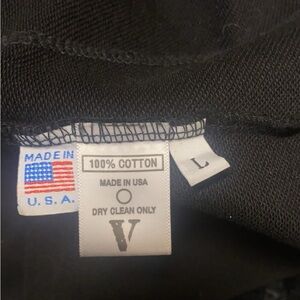 MADE IN
U.S.A.
100% COTTON
MADE IN USA
DRY CLEAN ONLY
V
L